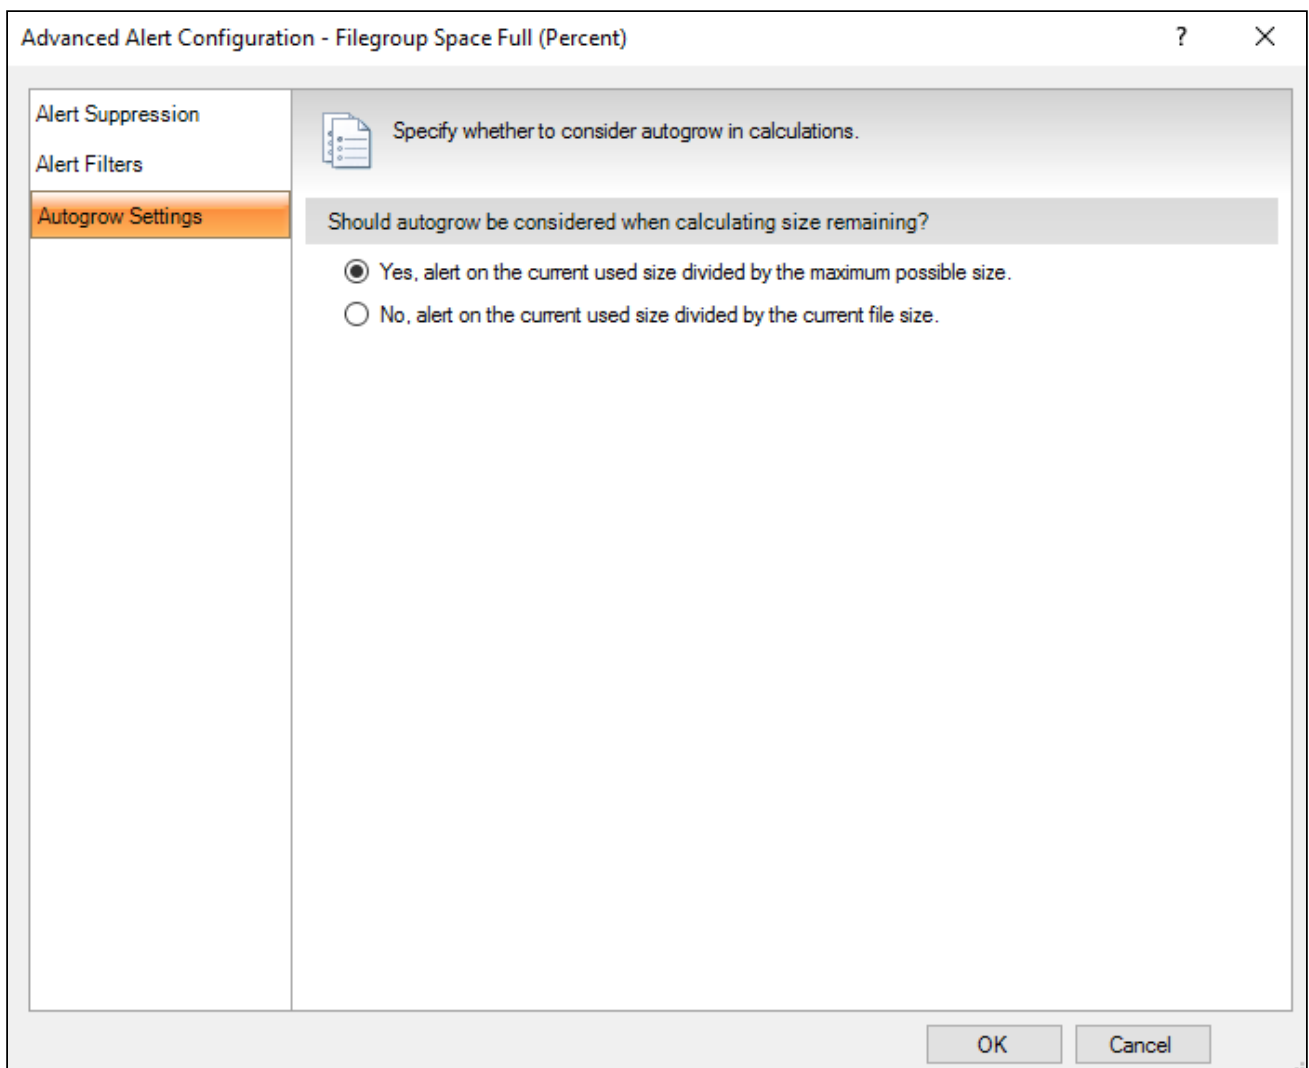 Advanced Alert Configuration - Filegroup Space Full (Percent)
?
Alert Suppression
Alert Filters
Autogrow Settings
Specify whether to consider autogrow in calculations.
Should autogrow be considered when calculating size remaining?
Yes, alert on the current used size divided by the maximum possible size.
No, alert on the current used size divided by the current file size.
OK
Cancel